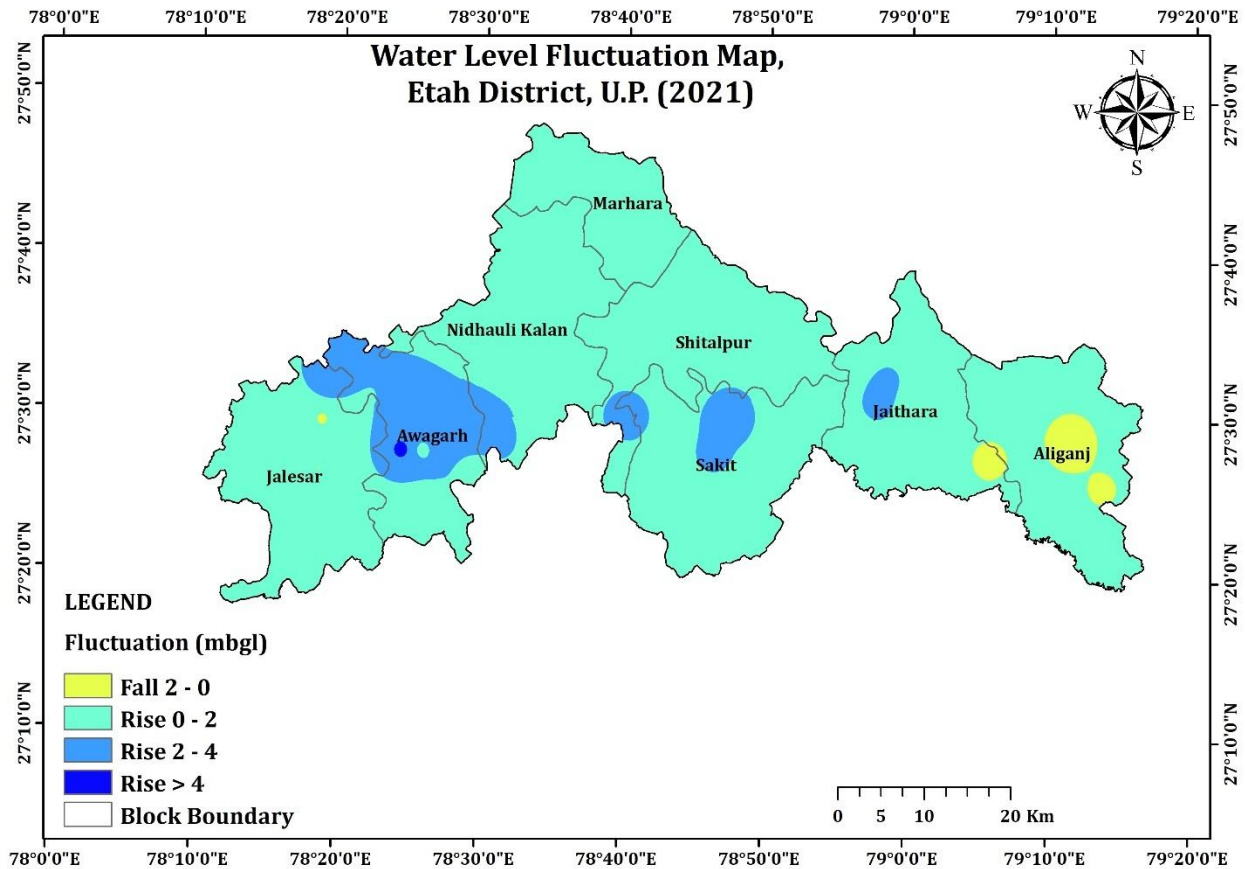 78°0'0"E 78°10'0"E 78°20'0"E 78°30'0"E 78°40'0"E 78°50'0"E 79°0'0"E 79°10'0"E 79°20'0"E
Water Level Fluctuation Map,
Etah District, U.P. (2021)
N
W E
S
27°50'0"N
27°40'0"N
27°30'0"N
27°20'0"N
27°10'0"N
27°50'0"N
27°40'0"N
27°30'0"N
27°20'0"N
27°10'0"N
Marhara
Nidhauli Kalan
Shitalpur
Jaithara
Awagarh
Aliganj
Sakit
Jalesar
LEGEND
Fluctuation (mbgl)
Fall 2 - 0
Rise 0 - 2
Rise 2 - 4
Rise > 4
Block Boundary
0 5 10 20 Km
78°0'0"E 78°10'0"E 78°20'0"E 78°30'0"E 78°40'0"E 78°50'0"E 79°0'0"E 79°10'0"E 79°20'0"E